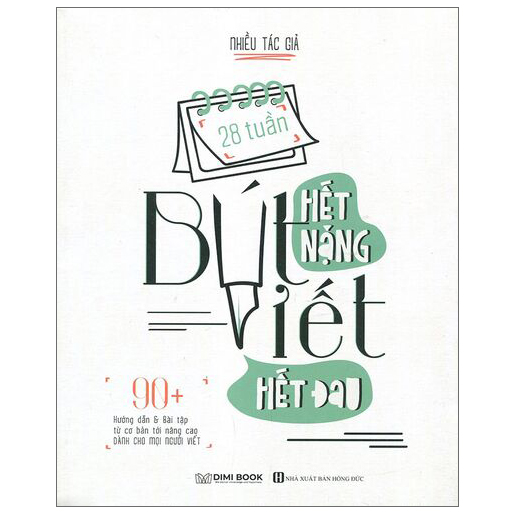 NHIỀU TÁC GIẢ
28 tuần
Bút HẾT NẶNG
Viết
HẾT ĐAU
90+
Hướng dẫn & Bài tập
từ cơ bản tới nâng cao
DÀNH CHO MỌI NGƯỜI VIẾT
DIMI BOOK
NHÀ XUẤT BẢN HỒNG ĐỨC